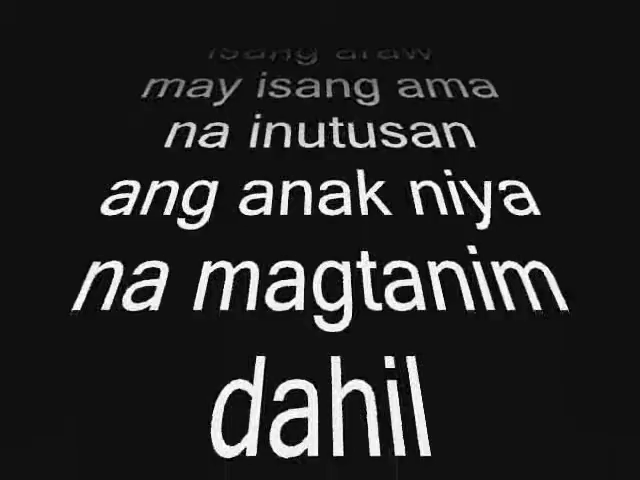 isang araw
may isang ama
na inutusan
ang anak niya
na magtanim
dahil